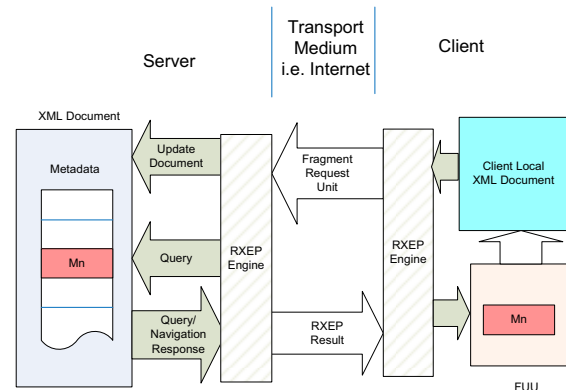 Server
Transport
Medium
i.e. Internet
Client
XML Document
Metadata
Mn
Update
Document
Query
Query/
Navigation
Response
RXEP
Engine
Fragment
Request
Unit
RXEP
Result
RXEP
Engine
Client Local
XML Document
Mn
FUU